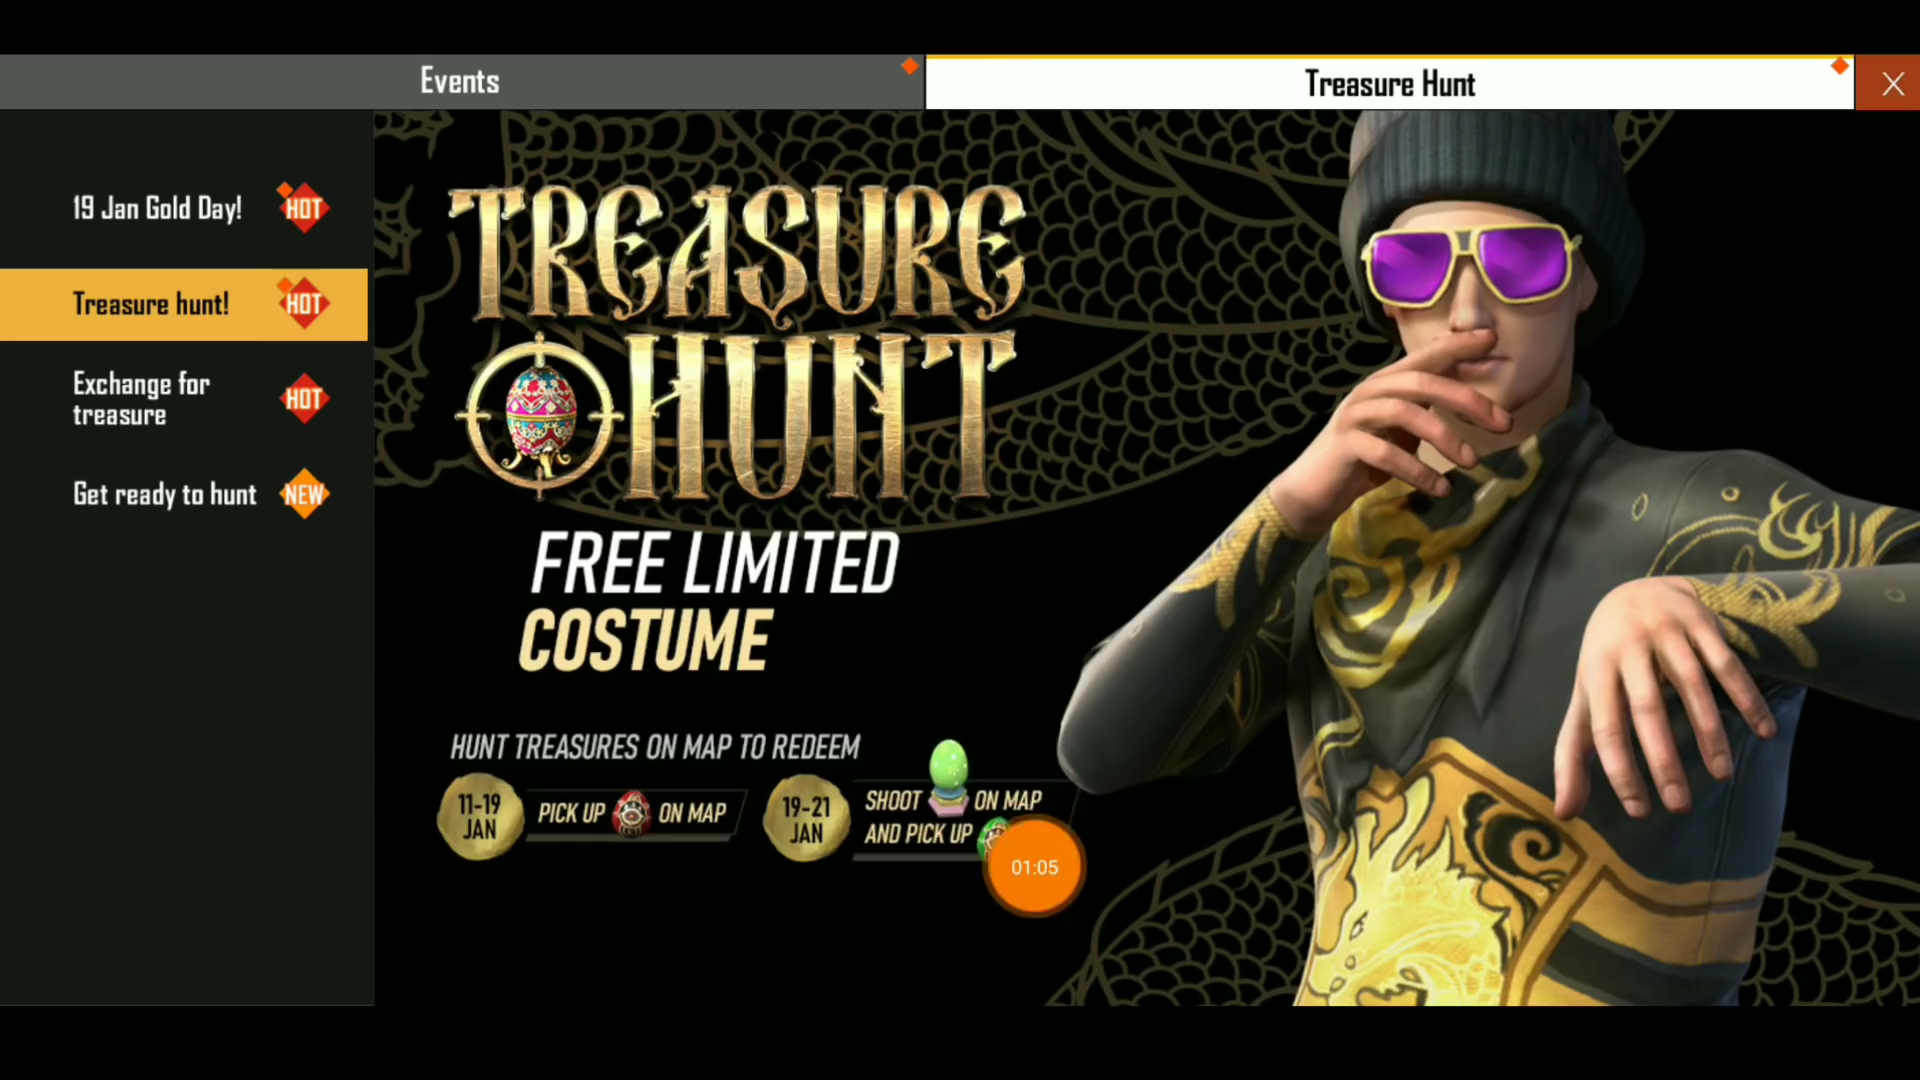 Events
Treasure Hunt
X
19 Jan Gold Day!
HOT
Treasure hunt!
HOT
Exchange for
treasure
HOT
Get ready to hunt
NEW
TREASURE
HUNT
FREE LIMITED
COSTUME
HUNT TREASURES ON MAP TO REDEEM
11-19
JAN
PICK UP ON MAP
19-21
JAN
SHOOT ON MAP
AND PICK UP
01:05